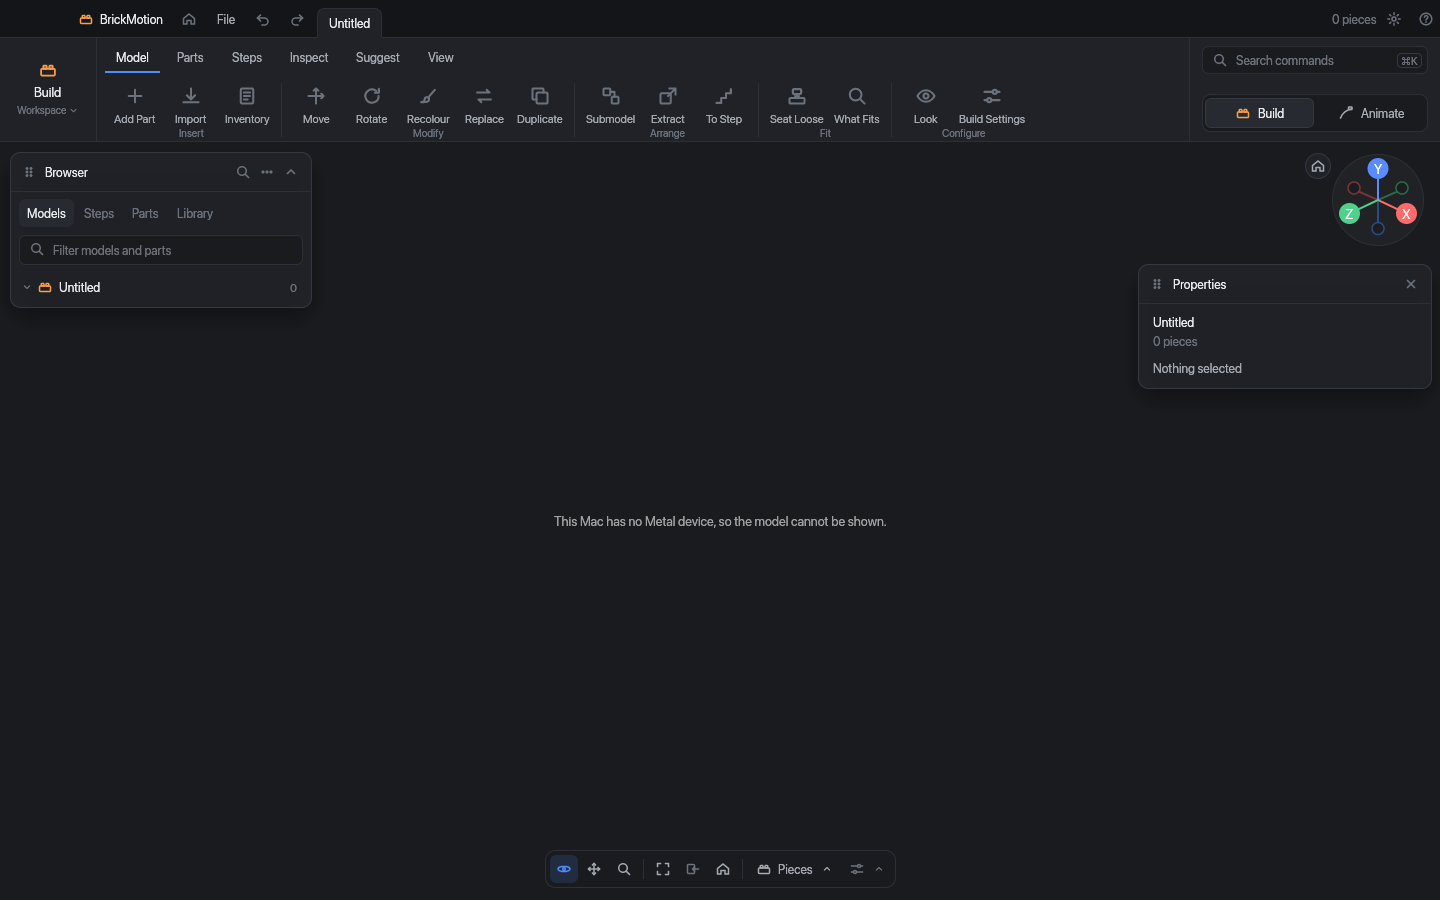 BrickMotion File Untitled 0 pieces
Model Parts Steps Inspect Suggest View
Search commands ⌘K
Build
Workspace
Add Part Import Inventory Move Rotate Recolour Replace Duplicate Submodel Extract To Step Seat Loose What Fits Look Build Settings
Insert Modify Arrange Fit Configure
Build Animate
Browser
Models Steps Parts Library
Filter models and parts
Untitled 0
Y
Z X
Properties
Untitled
0 pieces
Nothing selected
This Mac has no Metal device, so the model cannot be shown.
Pieces